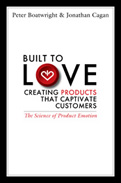 Peter Boatwright & Jonathan Cagan
BUILT TO
LOVE
CREATING PRODUCTS
THAT CAPTIVATE
CUSTOMERS
The Science of Product Emotion